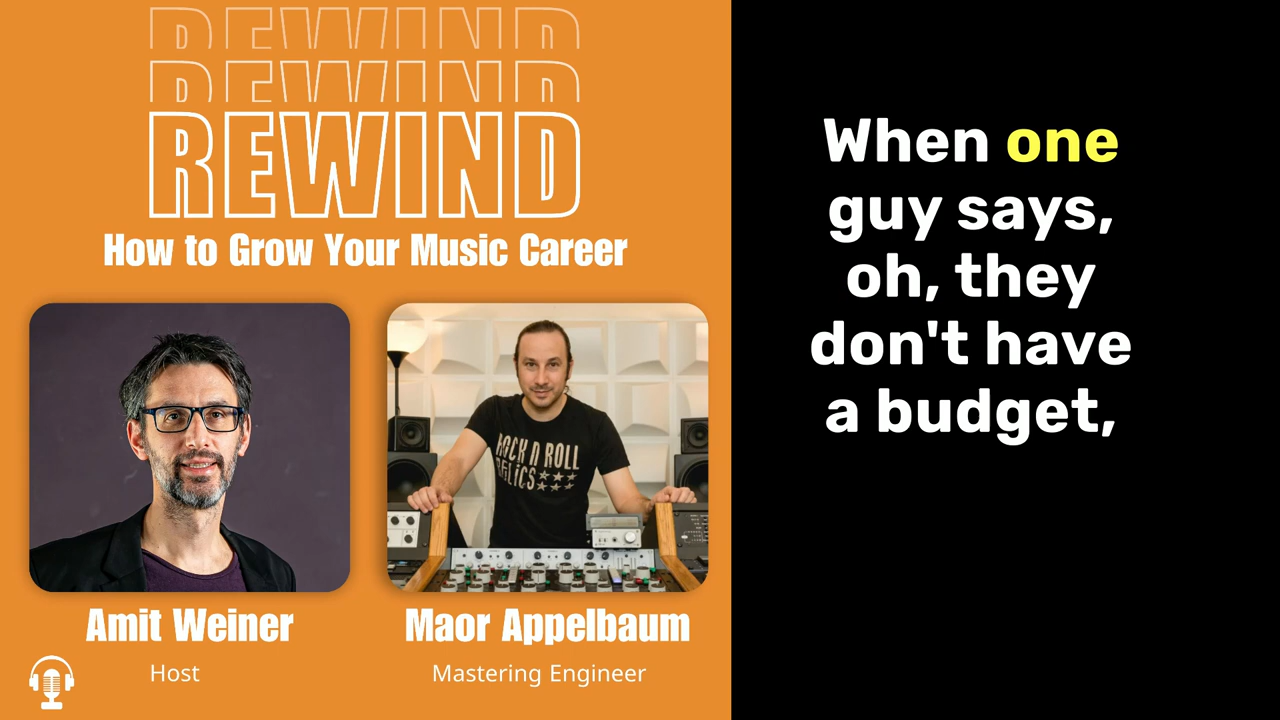 REWIND
REWIND
REWIND
How to Grow Your Music Career
ROCK N ROLL
RELICS
Amit Weiner
Host
Maor Appelbaum
Mastering Engineer
When one
guy says,
oh, they
don't have
a budget,